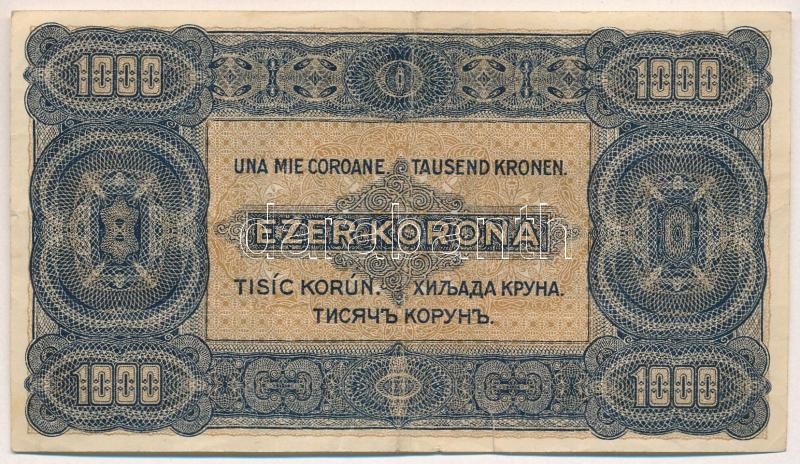 1000 1000
UNA MIE COROANE. TAUSEND KRONEN.
EZER KORONA
TISÍC KORÚN. ХИЉАДА КРУНА.
ТИСЯЧЪ КОРУНЪ.
1000 1000